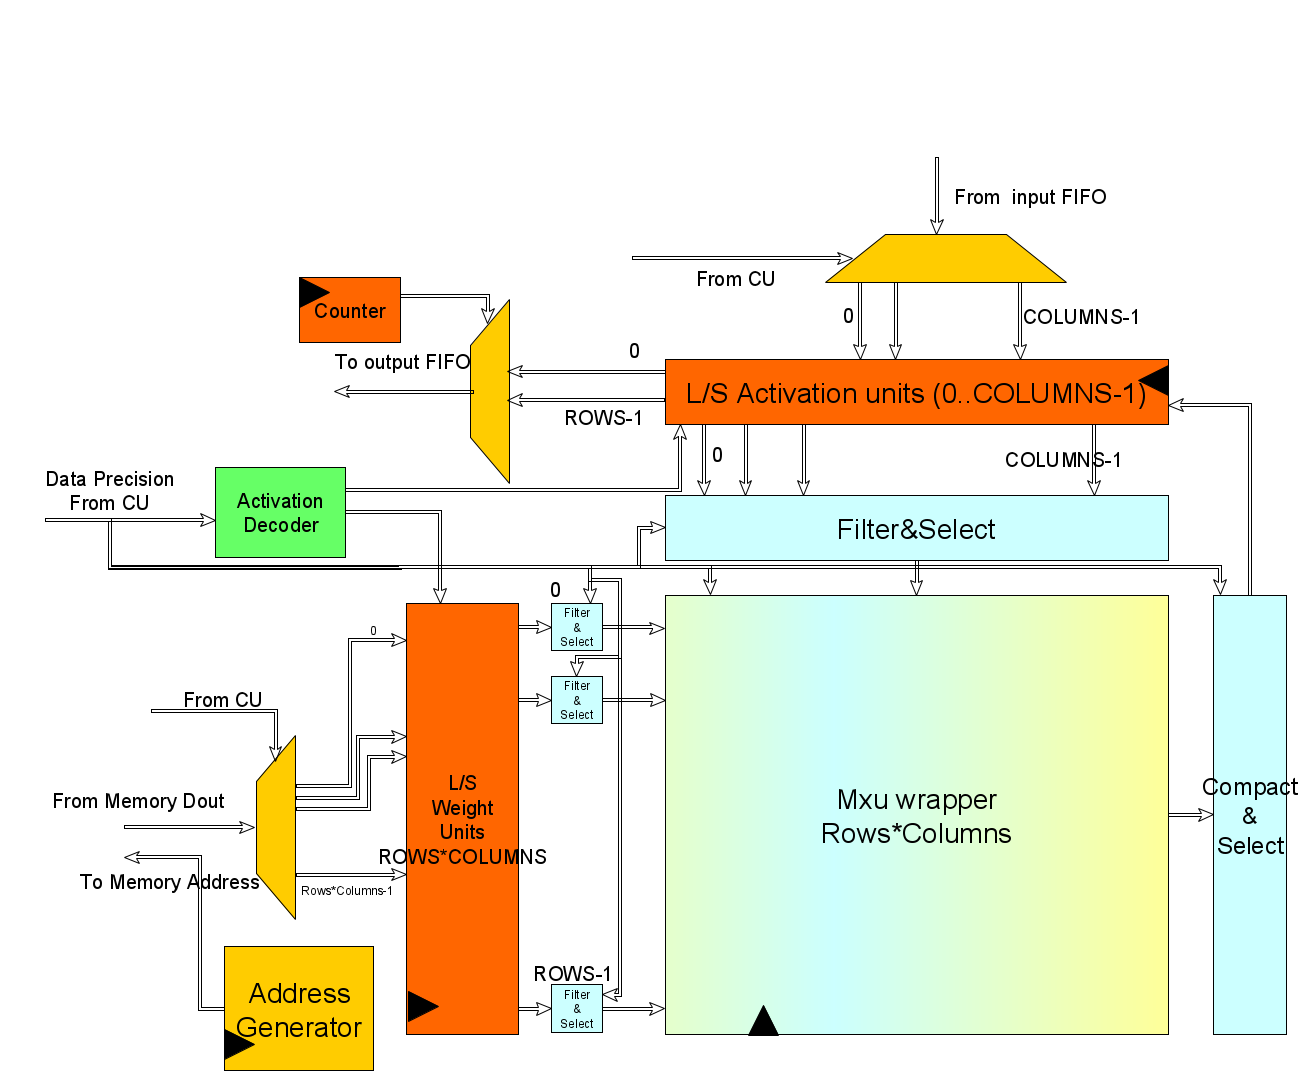 From  input FIFO
From CU
Counter
0
COLUMNS-1
To output FIFO
0
L/S Activation units (0..COLUMNS-1)
ROWS-1
0
COLUMNS-1
Data Precision
From CU
Activation
Decoder
Filter&Select
0
Filter
&
Select
0
Filter
&
Select
From CU
From Memory Dout
To Memory Address
Rows*Columns-1
L/S
Weight
Units
ROWS*COLUMNS
Mxu wrapper
Rows*Columns
Compact
&
Select
ROWS-1
Filter
&
Select
Address
Generator